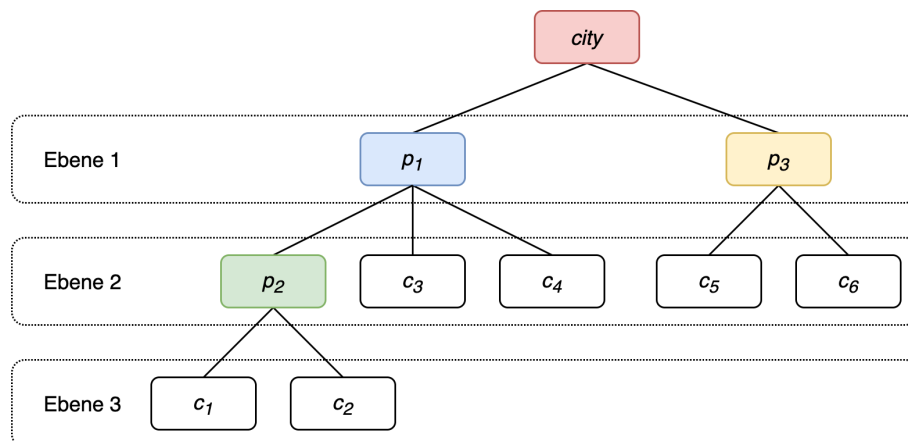 city
Ebene 1
p₁
p₃
Ebene 2
p₂
c₃
c₄
c₅
c₆
Ebene 3
c₁
c₂